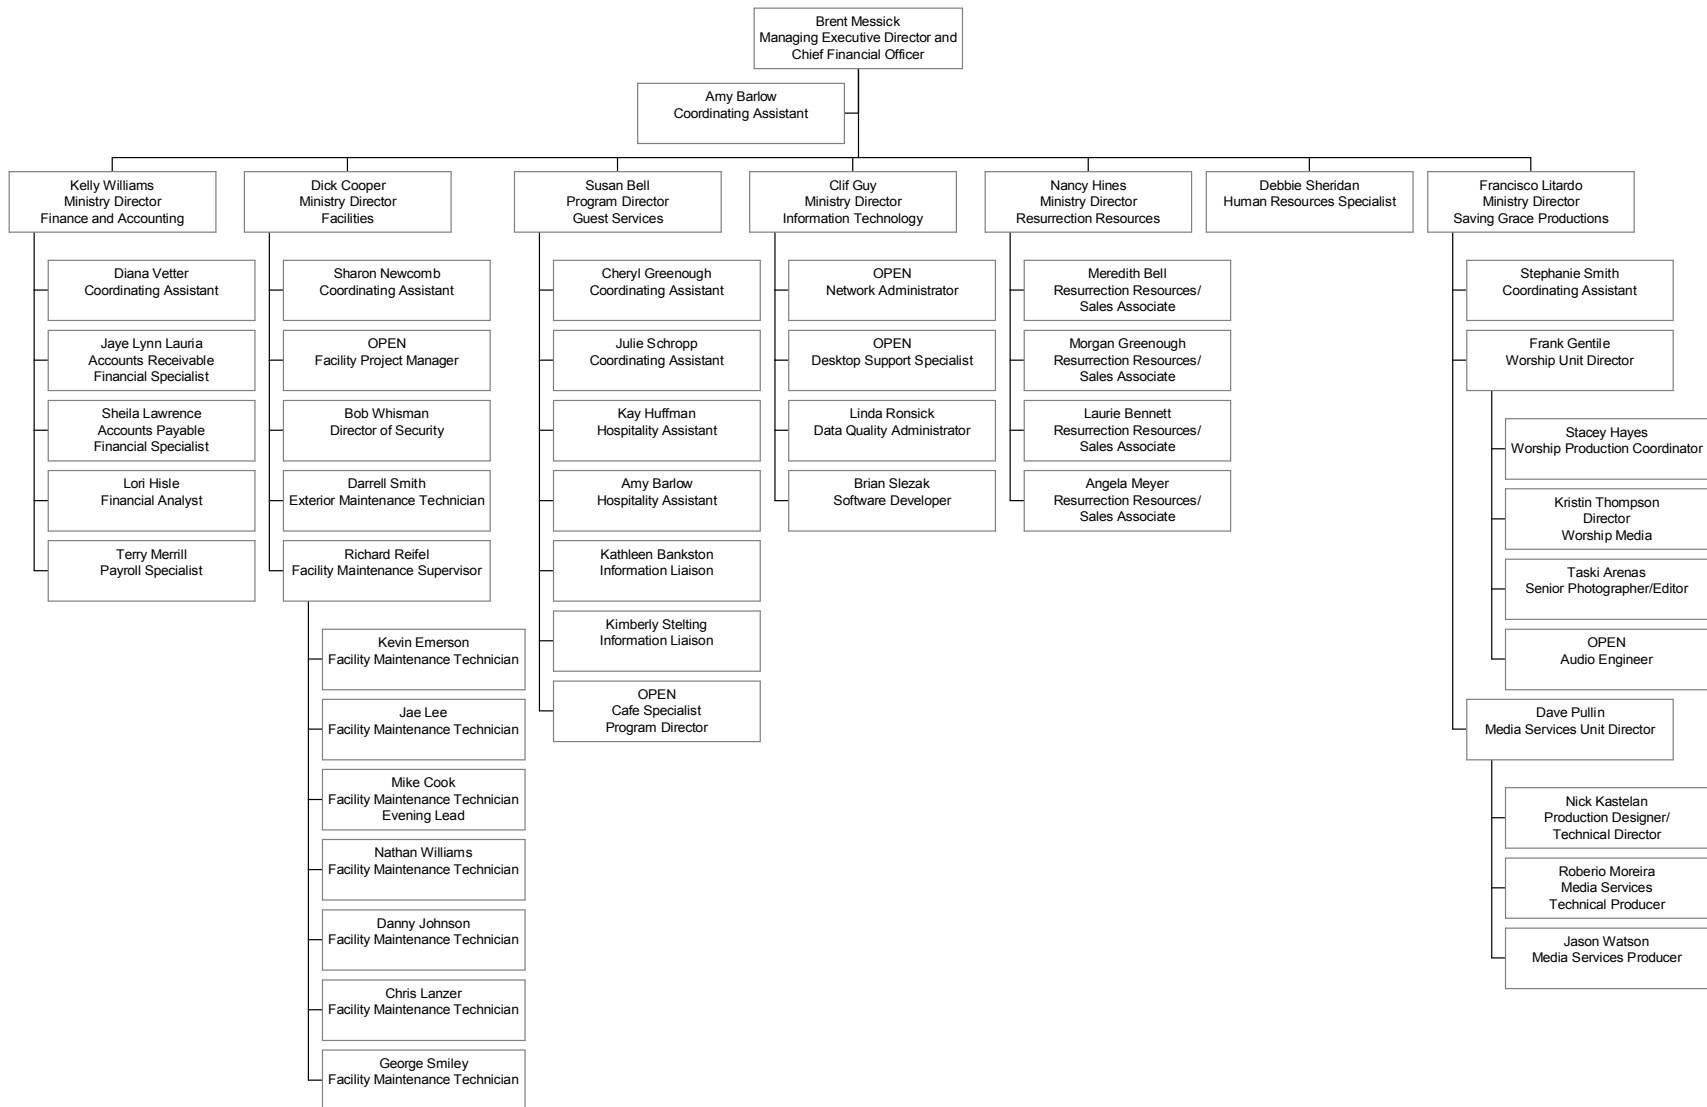 Brent Messick
Managing Executive Director and
Chief Financial Officer
Amy Barlow
Coordinating Assistant
Kelly Williams
Ministry Director
Finance and Accounting
Diana Vetter
Coordinating Assistant
Jaye Lynn Lauria
Accounts Receivable
Financial Specialist
Sheila Lawrence
Accounts Payable
Financial Specialist
Lori Hisle
Financial Analyst
Terry Merrill
Payroll Specialist
Dick Cooper
Ministry Director
Facilities
Sharon Newcomb
Coordinating Assistant
OPEN
Facility Project Manager
Bob Whisman
Director of Security
Darrell Smith
Exterior Maintenance Technician
Richard Reifel
Facility Maintenance Supervisor
Kevin Emerson
Facility Maintenance Technician
Jae Lee
Facility Maintenance Technician
Mike Cook
Facility Maintenance Technician
Evening Lead
Nathan Williams
Facility Maintenance Technician
Danny Johnson
Facility Maintenance Technician
Chris Lanzer
Facility Maintenance Technician
George Smiley
Facility Maintenance Technician
Susan Bell
Program Director
Guest Services
Cheryl Greenough
Coordinating Assistant
Julie Schropp
Coordinating Assistant
Kay Huffman
Hospitality Assistant
Amy Barlow
Hospitality Assistant
Kathleen Bankston
Information Liaison
Kimberly Stelting
Information Liaison
OPEN
Cafe Specialist
Program Director
Clif Guy
Ministry Director
Information Technology
OPEN
Network Administrator
OPEN
Desktop Support Specialist
Linda Ronsick
Data Quality Administrator
Brian Slezak
Software Developer
Nancy Hines
Ministry Director
Resurrection Resources
Meredith Bell
Resurrection Resources/
Sales Associate
Morgan Greenough
Resurrection Resources/
Sales Associate
Laurie Bennett
Resurrection Resources/
Sales Associate
Angela Meyer
Resurrection Resources/
Sales Associate
Debbie Sheridan
Human Resources Specialist
Francisco Litardo
Ministry Director
Saving Grace Productions
Stephanie Smith
Coordinating Assistant
Frank Gentile
Worship Unit Director
Stacey Hayes
Worship Production Coordinator
Kristin Thompson
Director
Worship Media
Taski Arenas
Senior Photographer/Editor
OPEN
Audio Engineer
Dave Pullin
Media Services Unit Director
Nick Kastelan
Production Designer/
Technical Director
Roberio Moreira
Media Services
Technical Producer
Jason Watson
Media Services Producer